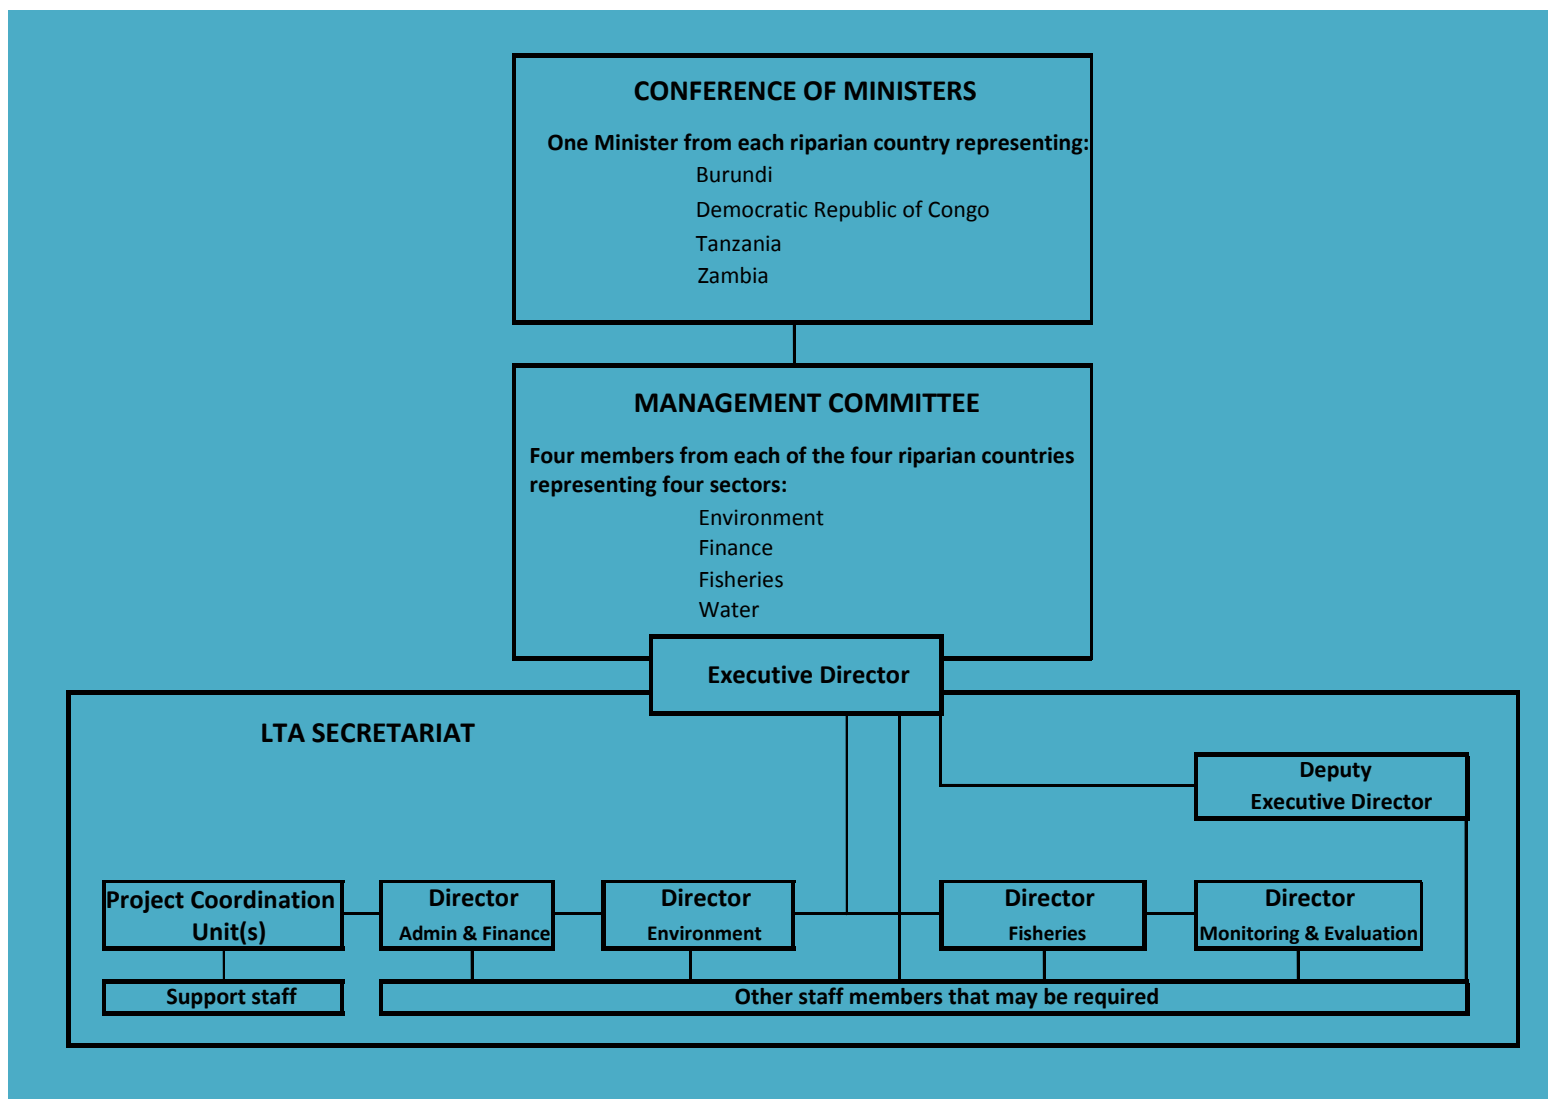 CONFERENCE OF MINISTERS
One Minister from each riparian country representing:
Burundi
Democratic Republic of Congo
Tanzania
Zambia
MANAGEMENT COMMITTEE
Four members from each of the four riparian countries
representing four sectors:
Environment
Finance
Fisheries
Water
Executive Director
LTA SECRETARIAT
Deputy
Executive Director
Project Coordination
Unit(s)
Director
Admin & Finance
Director
Environment
Director
Fisheries
Director
Monitoring & Evaluation
Support staff
Other staff members that may be required